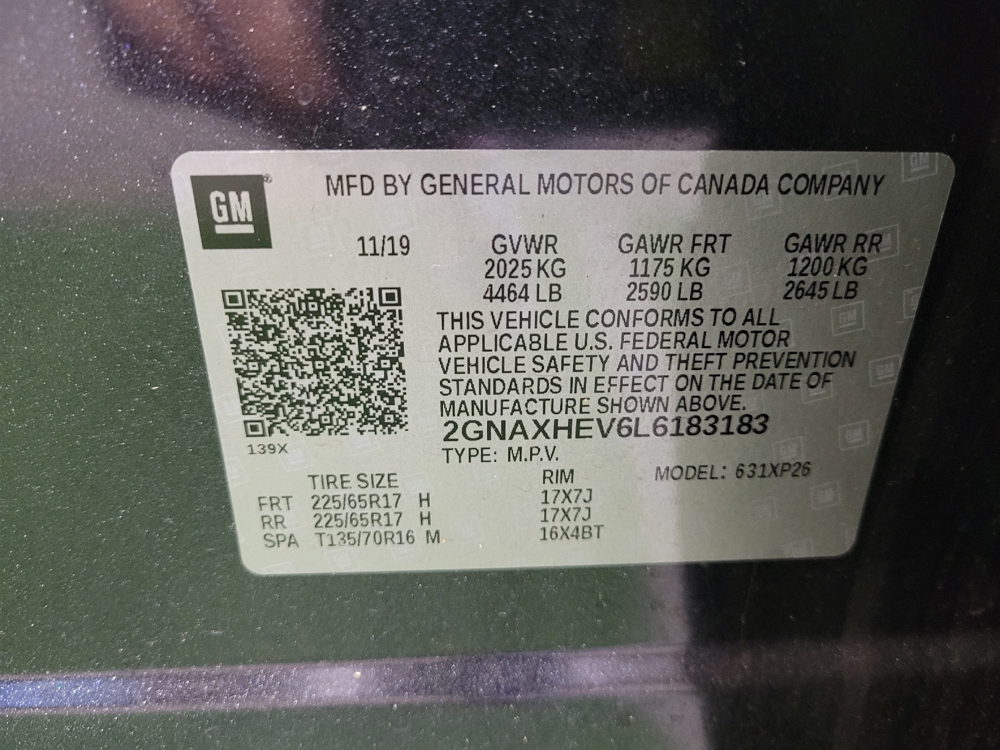 GM
MFD BY GENERAL MOTORS OF CANADA COMPANY
11/19 GVWR GAWR FRT GAWR RR
2025 KG 1175 KG 1200 KG
4464 LB 2590 LB 2645 LB
THIS VEHICLE CONFORMS TO ALL
APPLICABLE U.S. FEDERAL MOTOR
VEHICLE SAFETY AND THEFT PREVENTION
STANDARDS IN EFFECT ON THE DATE OF
MANUFACTURE SHOWN ABOVE.
2GNAXHEV6L6183183
139X
TYPE: M.P.V. MODEL: 631XP26
TIRE SIZE RIM
FRT 225/65R17 H 17X7J
RR 225/65R17 H 17X7J
SPA T135/70R16 M 16X4BT